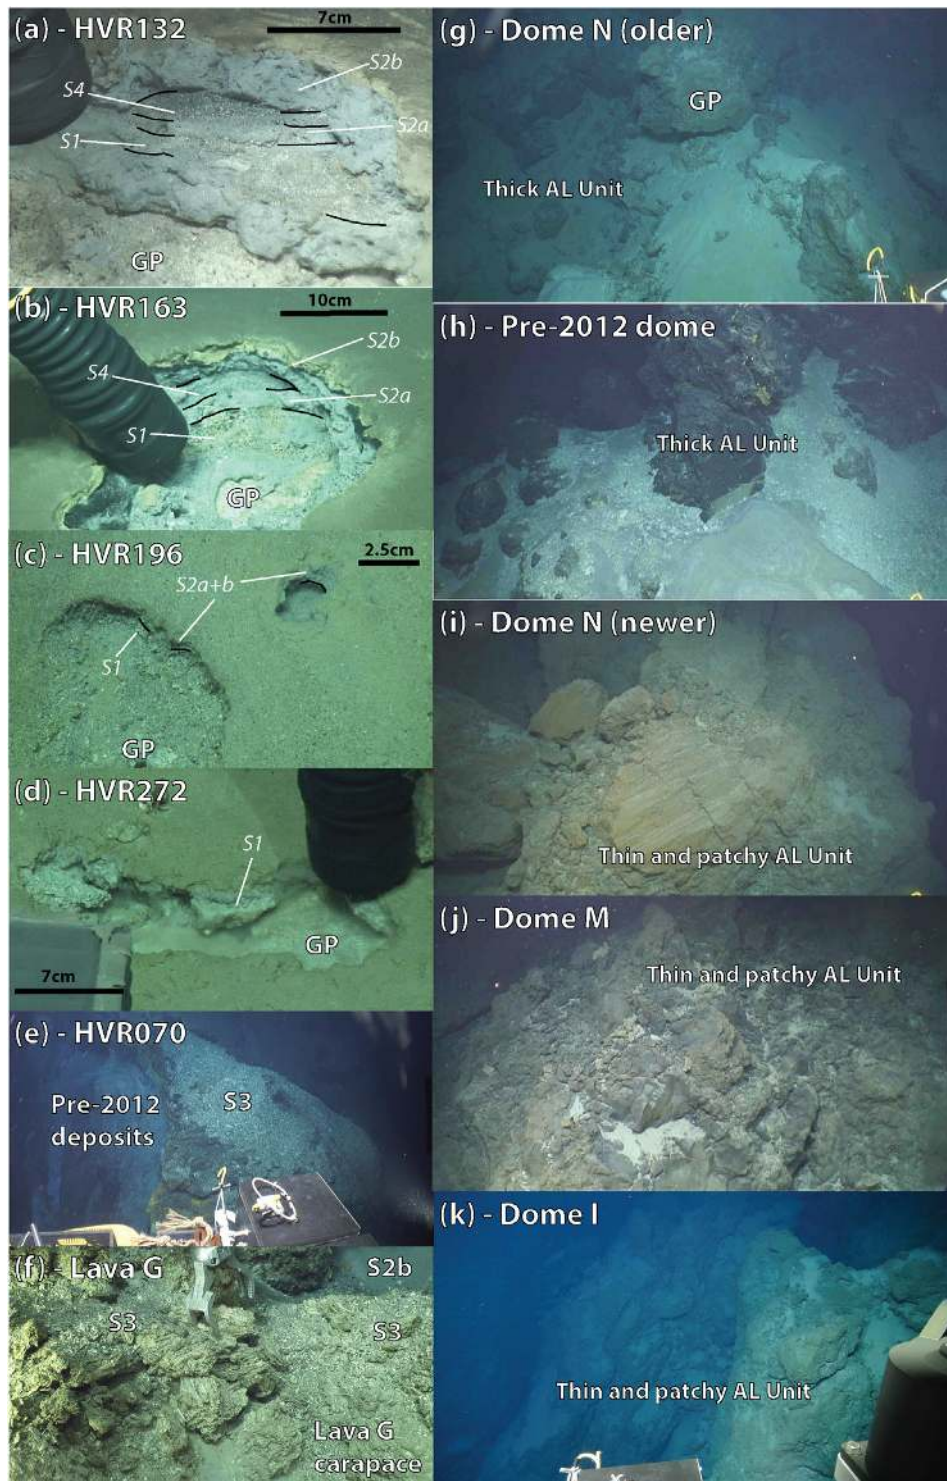 (a) - HVR132
7cm
S2b
S4
S1
S2a
GP
(b) - HVR163
10cm
S2b
S4
S2a
S1
GP
(c) - HVR196
2.5cm
S2a+b
S1
GP
(d) - HVR272
S1
GP
7cm
(e) - HVR070
S3
Pre-2012
deposits
(f) - Lava G
S2b
S3
S3
Lava G
carapace
(g) - Dome N (older)
GP
Thick AL Unit
(h) - Pre-2012 dome
Thick AL Unit
(i) - Dome N (newer)
Thin and patchy AL Unit
(j) - Dome M
Thin and patchy AL Unit
(k) - Dome I
Thin and patchy AL Unit